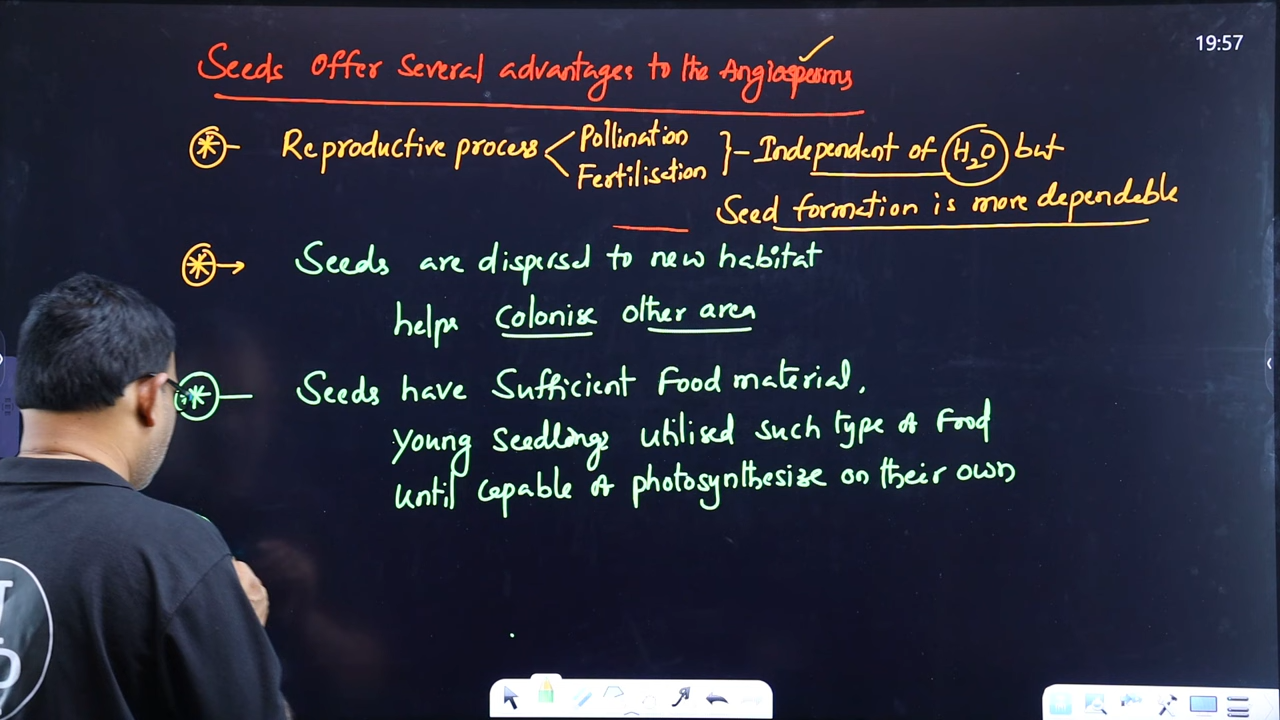 19:57
Seeds offer several advantages to the Angiosperms
Reproductive process < Pollination
Fertilisation } - Independent of H₂O but
Seed formation is more dependable
Seeds are dispersed to new habitat
helps colonise other area
Seeds have Sufficient Food material.
Young Seedlings utilised such type of Food
Until capable of photosynthesize on their own